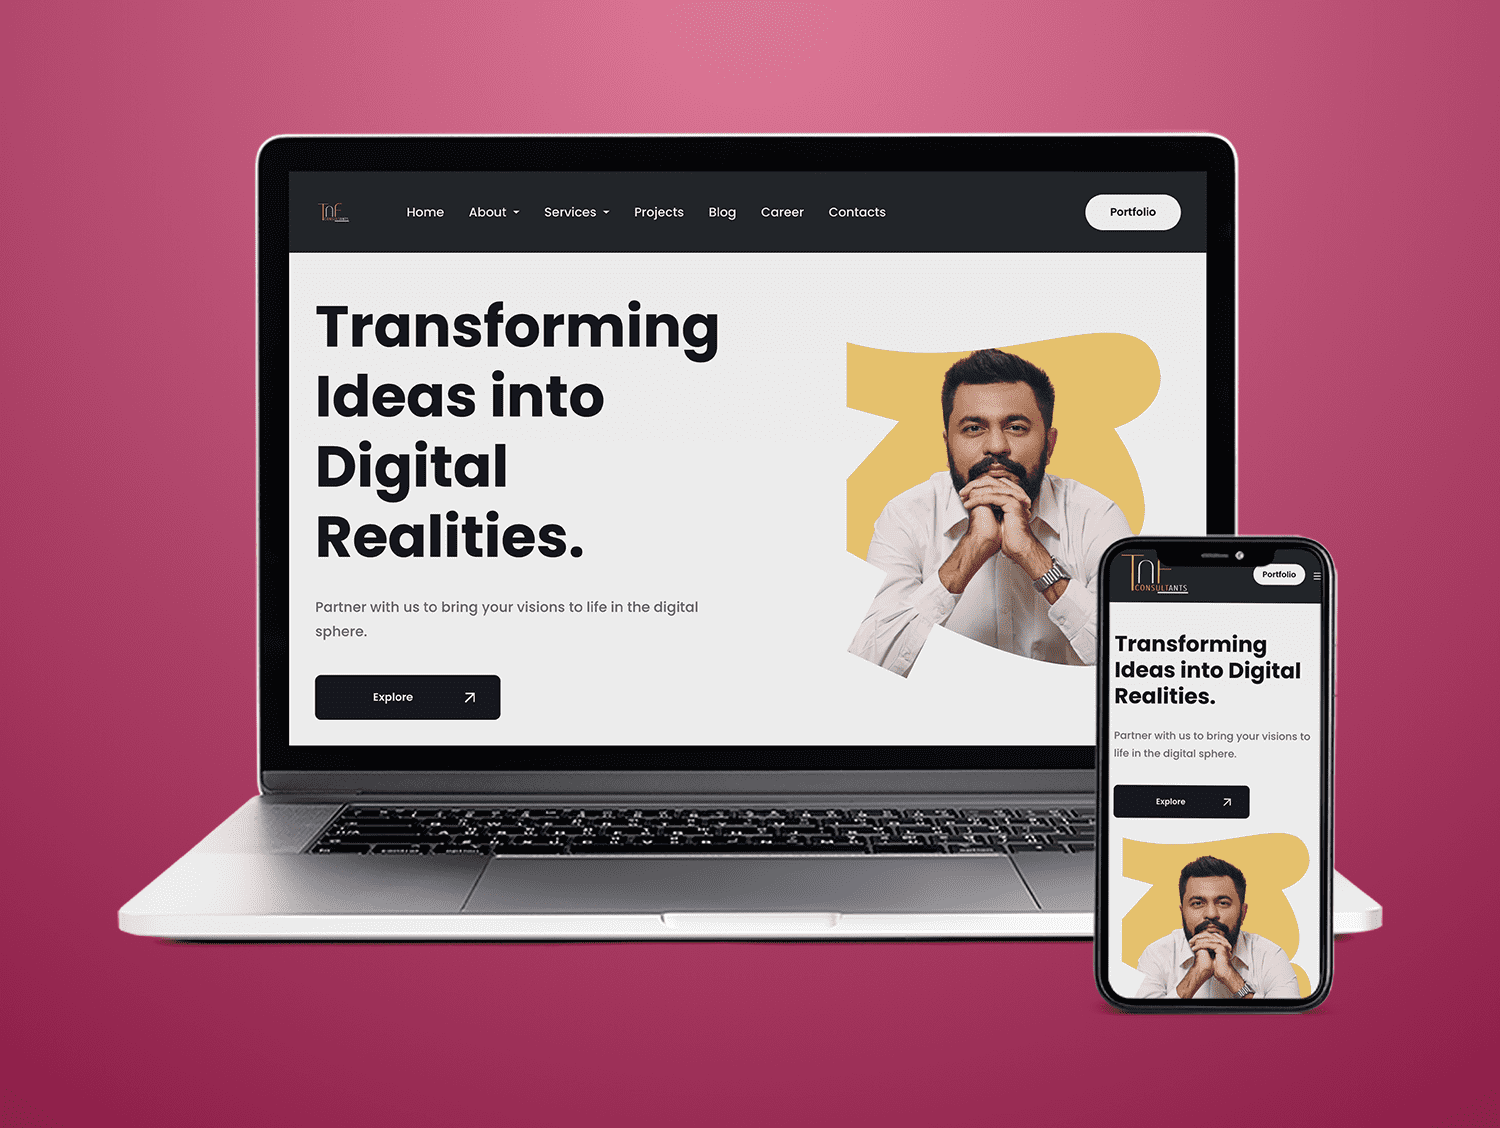 TnF
CONSULTANTS
Home About Services Projects Blog Career Contacts
Portfolio
Transforming
Ideas into
Digital
Realities.
Partner with us to bring your visions to life in the digital
sphere.
Explore
TnF
CONSULTANTS
Portfolio
Transforming
Ideas into Digital
Realities.
Partner with us to bring your visions to
life in the digital sphere.
Explore